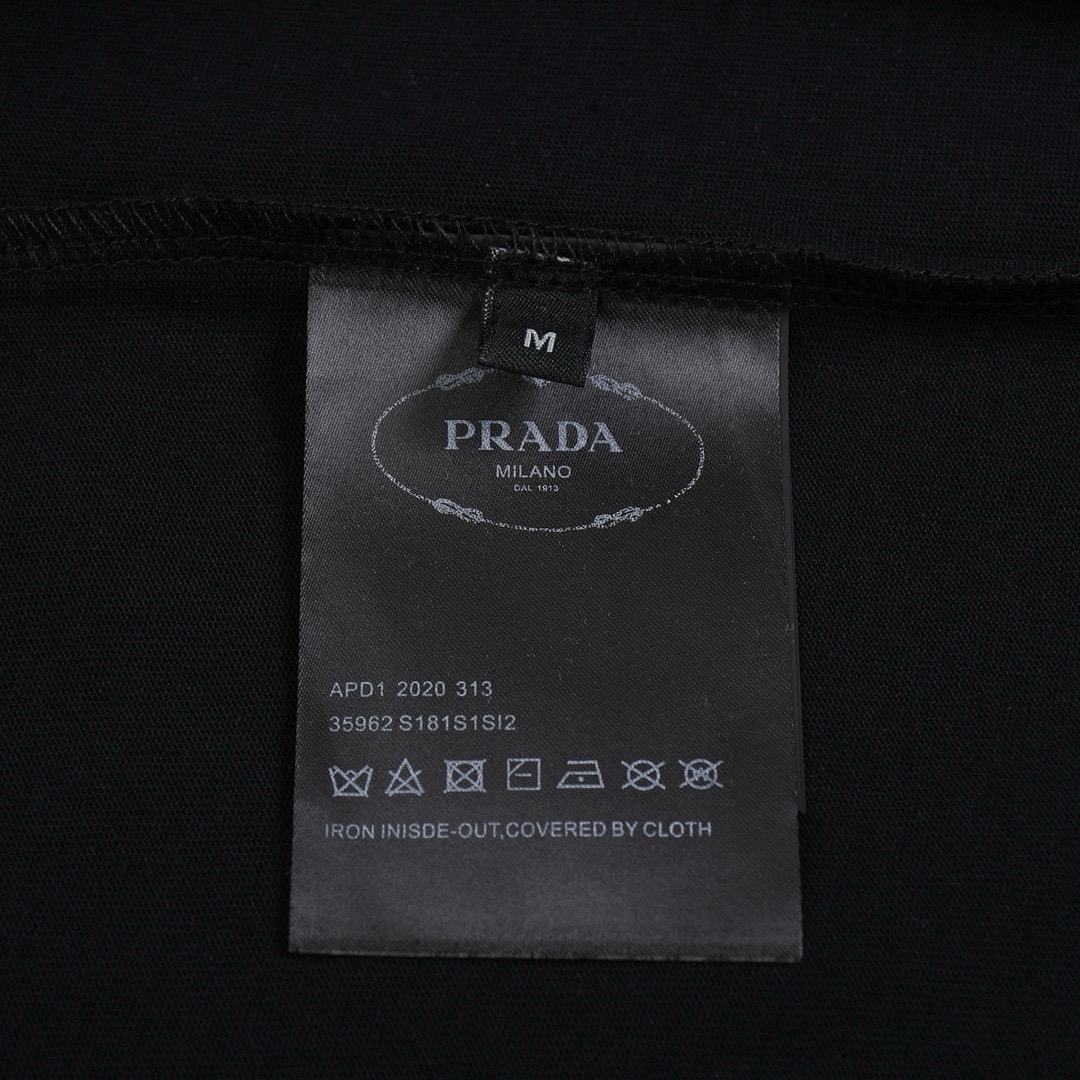 M
PRADA
MILANO
DAL 1913
APD1 2020 313
35962 S181S1SI2
IRON INISDE-OUT,COVERED BY CLOTH